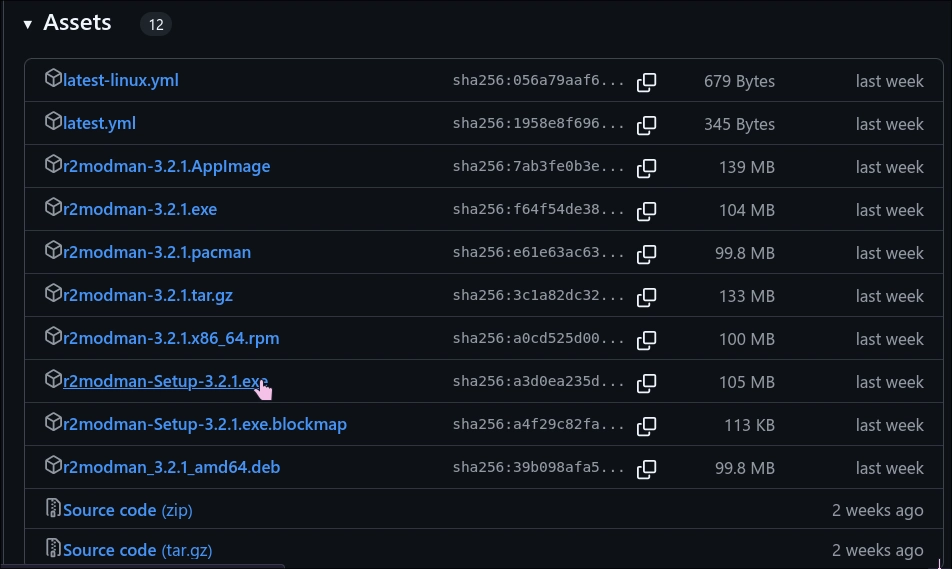 Assets 12
latest-linux.yml sha256:056a79aaf6... 679 Bytes last week
latest.yml sha256:1958e8f696... 345 Bytes last week
r2modman-3.2.1.AppImage sha256:7ab3fe0b3e... 139 MB last week
r2modman-3.2.1.exe sha256:f64f54de38... 104 MB last week
r2modman-3.2.1.pacman sha256:e61e63ac63... 99.8 MB last week
r2modman-3.2.1.tar.gz sha256:3c1a82dc32... 133 MB last week
r2modman-3.2.1.x86_64.rpm sha256:a0cd525d00... 100 MB last week
r2modman-Setup-3.2.1.exe sha256:a3d0ea235d... 105 MB last week
r2modman-Setup-3.2.1.exe.blockmap sha256:a4f29c82fa... 113 KB last week
r2modman_3.2.1_amd64.deb sha256:39b098afa5... 99.8 MB last week
Source code (zip) 2 weeks ago
Source code (tar.gz) 2 weeks ago